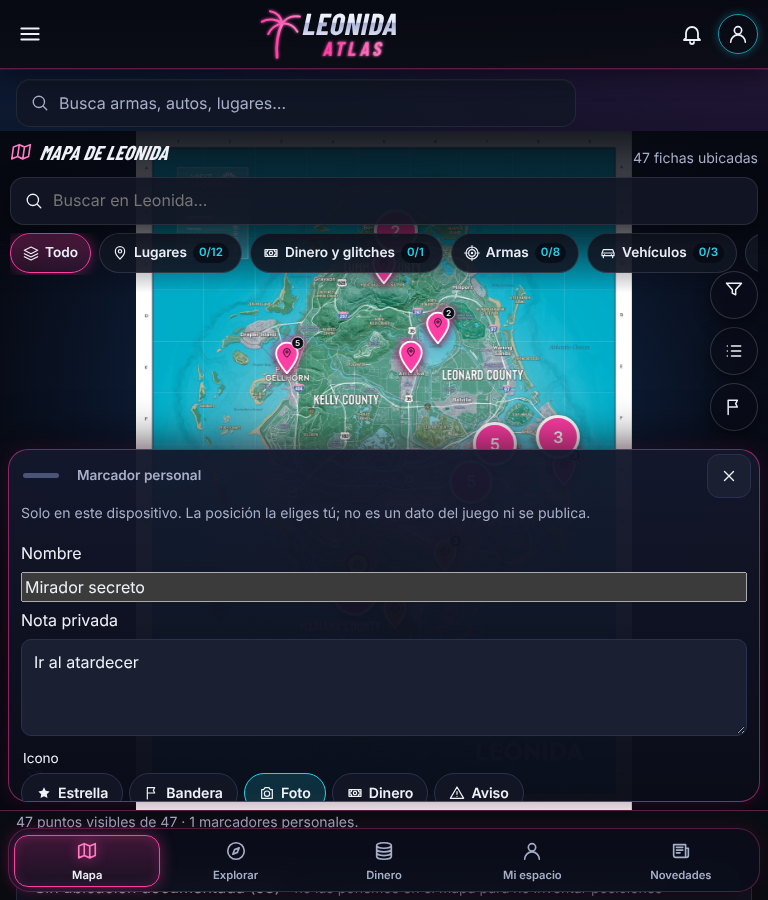 LEONIDA
ATLAS
Busca armas, autos, lugares...
MAPA DE LEONIDA
47 fichas ubicadas
Buscar en Leonida...
Todo
Lugares 0/12
Dinero y glitches 0/1
Armas 0/8
Vehículos 0/3
2
5
LEONARD COUNTY
KELLY COUNTY
5
3
Marcador personal
Solo en este dispositivo. La posición la eliges tú; no es un dato del juego ni se publica.
Nombre
Mirador secreto
Nota privada
Ir al atardecer
Icono
Estrella
Bandera
Foto
Dinero
Aviso
47 puntos visibles de 47 · 1 marcadores personales.
Mapa
Explorar
Dinero
Mi espacio
Novedades